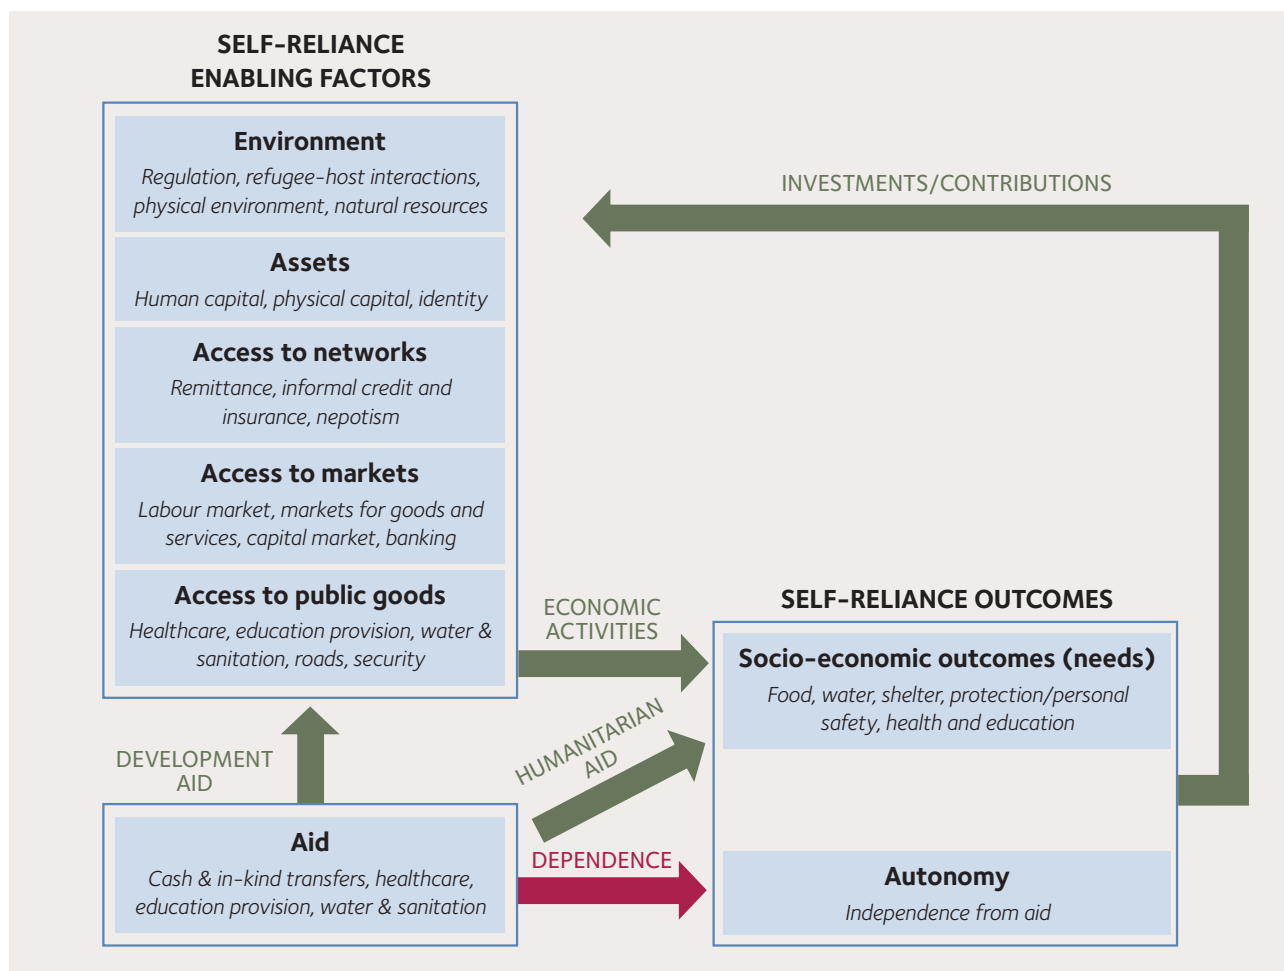 SELF-RELIANCE
ENABLING FACTORS
Environment
Regulation, refugee-host interactions,
physical environment, natural resources
Assets
Human capital, physical capital, identity
Access to networks
Remittance, informal credit and
insurance, nepotism
Access to markets
Labour market, markets for goods and
services, capital market, banking
Access to public goods
Healthcare, education provision, water &
sanitation, roads, security
DEVELOPMENT
AID
Aid
Cash & in-kind transfers, healthcare,
education provision, water & sanitation
ECONOMIC
ACTIVITIES
HUMANITARIAN
AID
DEPENDENCE
SELF-RELIANCE OUTCOMES
Socio-economic outcomes (needs)
Food, water, shelter, protection/personal
safety, health and education
Autonomy
Independence from aid
INVESTMENTS/CONTRIBUTIONS